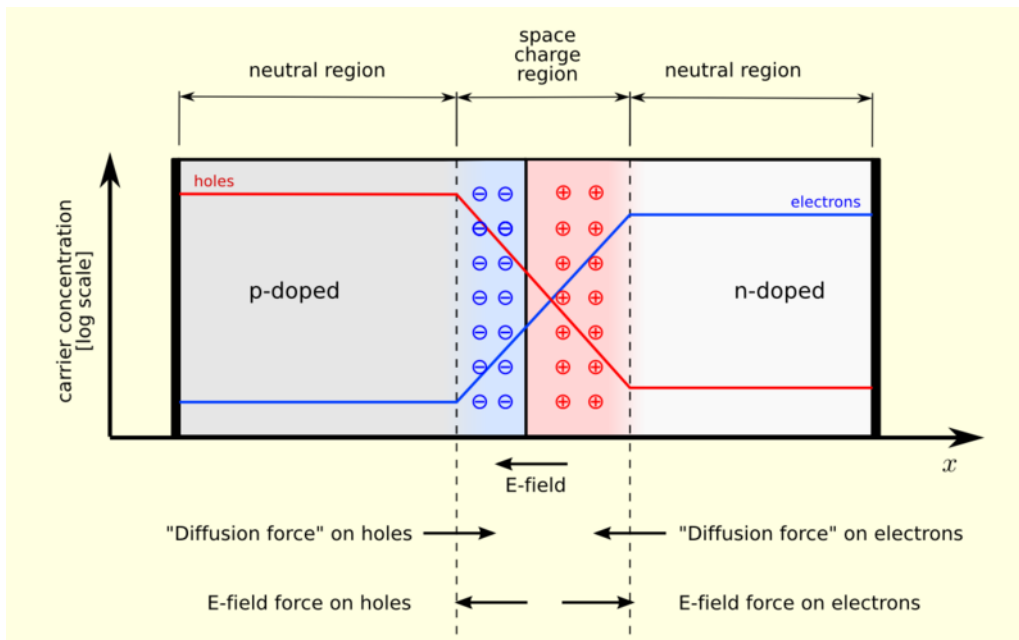 space
charge
region
neutral region
neutral region
holes
electrons
carrier concentration
[log scale]
p-doped
n-doped
x
E-field
"Diffusion force" on holes
"Diffusion force" on electrons
E-field force on holes
E-field force on electrons